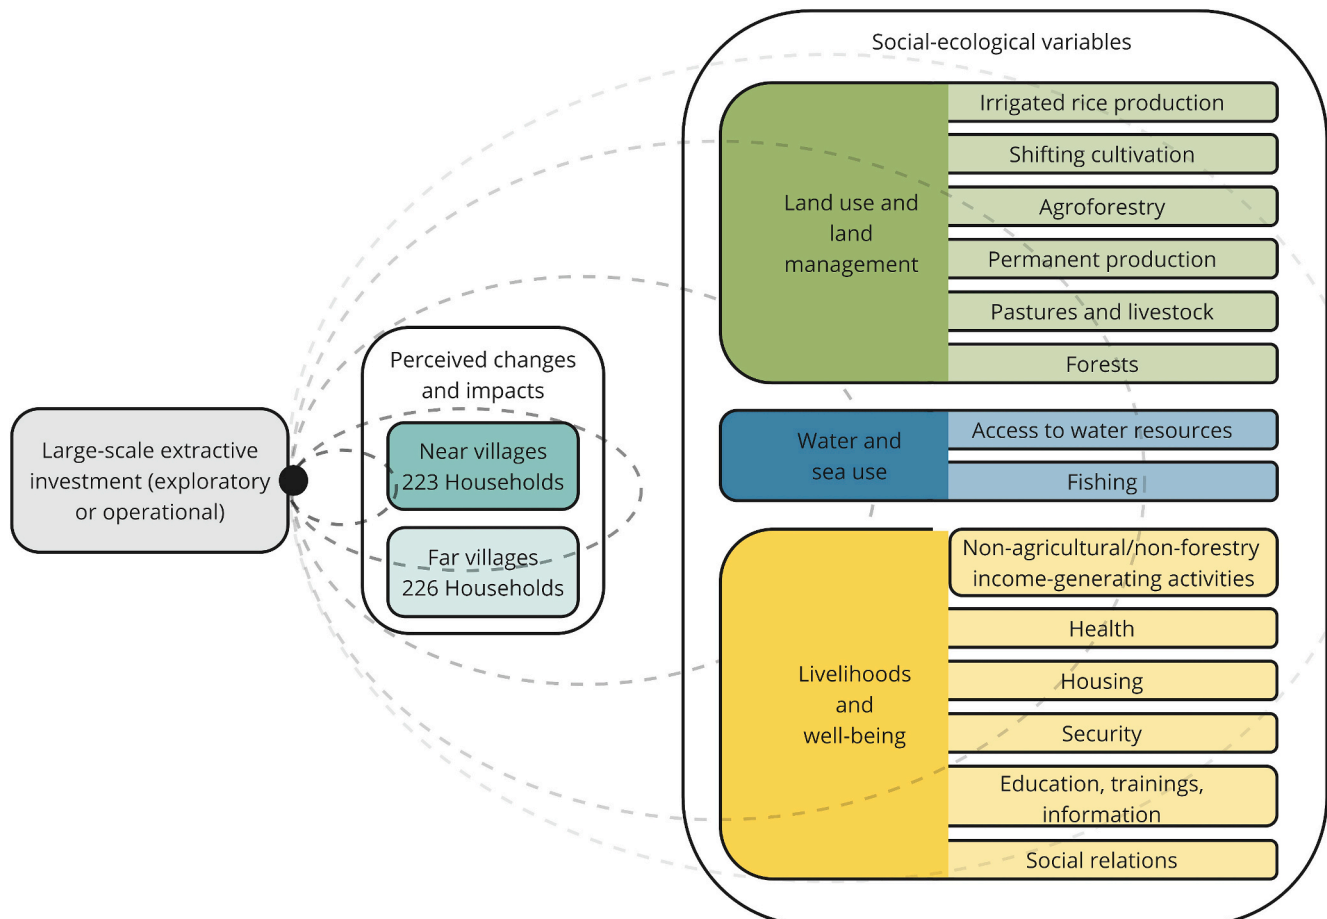 Large-scale extractive
investment (exploratory
or operational)
Perceived changes
and impacts
Near villages
223 Households
Far villages
226 Households
Social-ecological variables
Land use and
land
management
Irrigated rice production
Shifting cultivation
Agroforestry
Permanent production
Pastures and livestock
Forests
Water and
sea use
Access to water resources
Fishing
Livelihoods
and
well-being
Non-agricultural/non-forestry
income-generating activities
Health
Housing
Security
Education, trainings,
information
Social relations